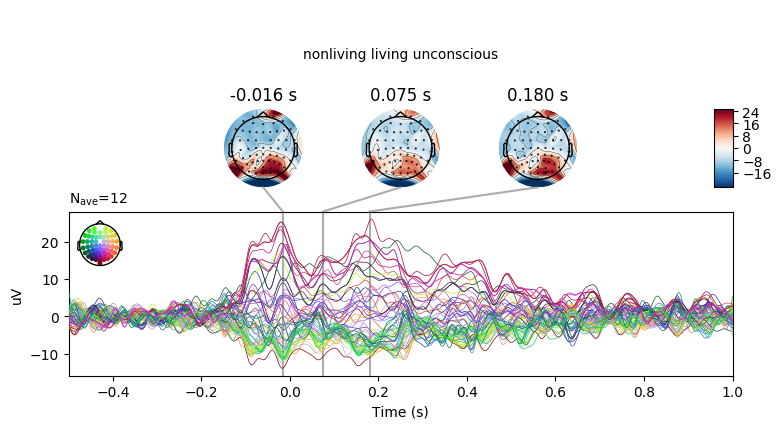 nonliving living unconscious
-0.016 s 0.075 s 0.180 s
24
16
8
0
−8
−16
Nave=12
20
10
0
−10
uV
−0.4 −0.2 0.0 0.2 0.4 0.6 0.8 1.0
Time (s)